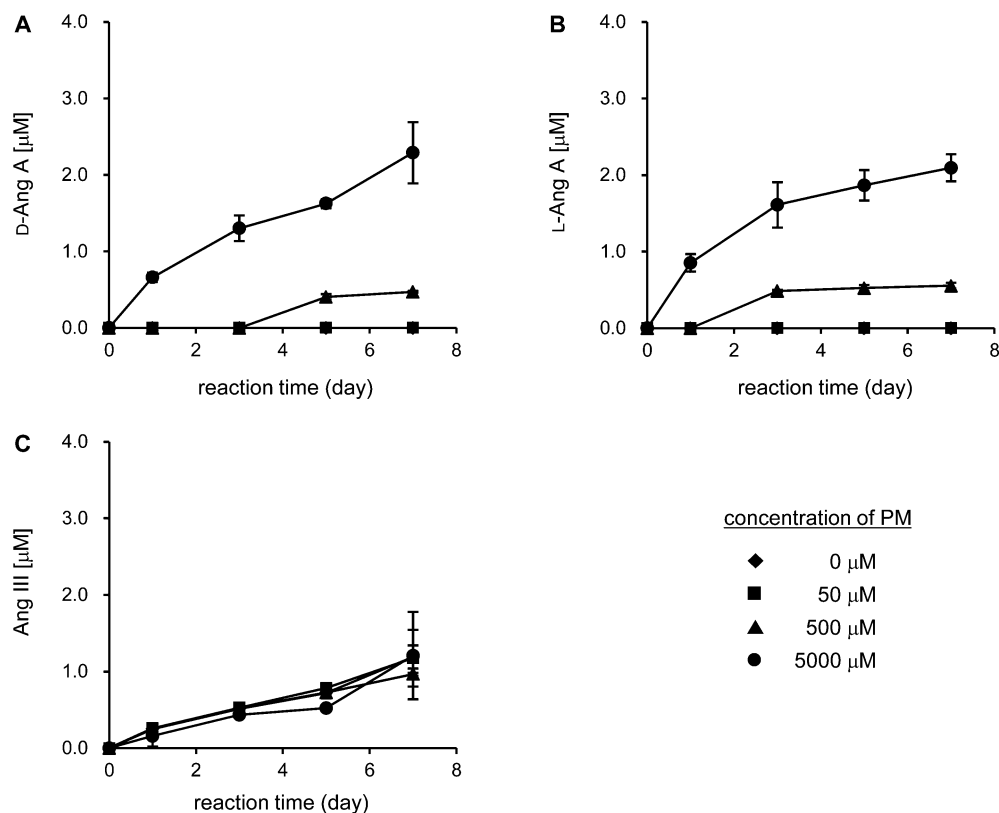 A
4.0
3.0
2.0
1.0
0.0
D-Ang A [μM]
0 2 4 6 8
reaction time (day)
B
4.0
3.0
2.0
1.0
0.0
L-Ang A [μM]
0 2 4 6 8
reaction time (day)
C
4.0
3.0
2.0
1.0
0.0
Ang III [μM]
0 2 4 6 8
reaction time (day)
concentration of PM
0 μM
50 μM
500 μM
5000 μM